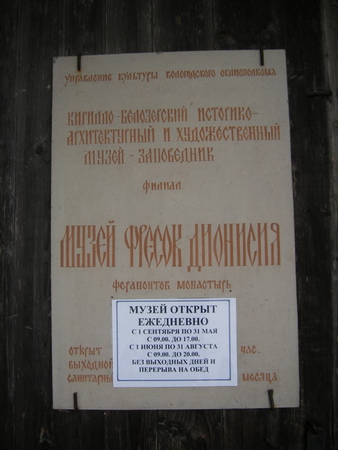 управление культуры вологодского облисполкома
кирилло-белозерский историко-
архитектурный и художественный
музей-заповедник
филиал
музей фресок дионисия
ферапонтов монастырь
МУЗЕЙ ОТКРЫТ
ЕЖЕДНЕВНО
С 1 СЕНТЯБРЯ ПО 31 МАЯ
С 09.00. ДО 17.00.
С 1 ИЮНЯ ПО 31 АВГУСТА
С 09.00. ДО 20.00.
БЕЗ ВЫХОДНЫХ ДНЕЙ И
ПЕРЕРЫВА НА ОБЕД
открыт час.
выходной
санитарны месяца